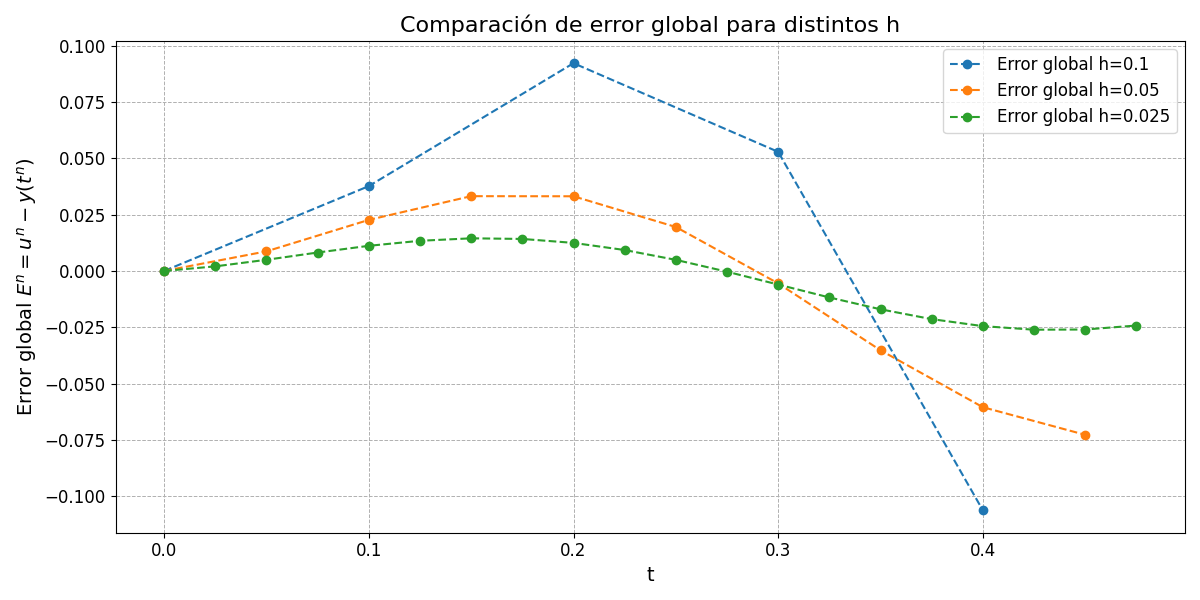 Comparación de error global para distintos h
Error global $E^n = u^n - y(t^n)$
0.100
0.075
0.050
0.025
0.000
−0.025
−0.050
−0.075
−0.100
Error global h=0.1
Error global h=0.05
Error global h=0.025
0.0 0.1 0.2 0.3 0.4
t